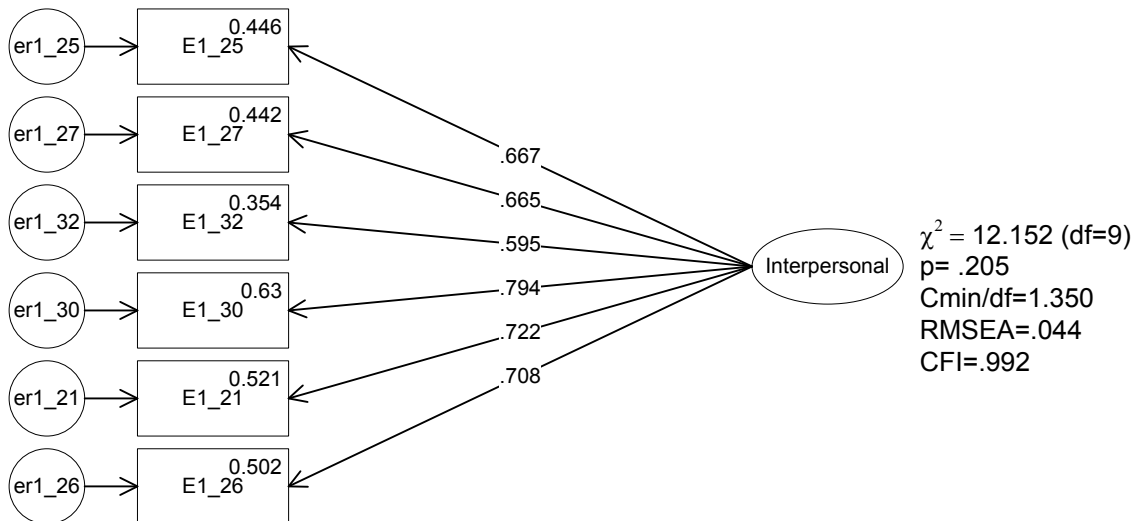 0.446
er1_25
E1_25
0.442
er1_27
E1_27
.667
0.354
.665
er1_32
E1_32
.595
0.63
.794
er1_30
E1_30
.722
0.521
.708
er1_21
E1_21
0.502
er1_26
E1_26
Interpersonal
χ² = 12.152 (df=9)
p= .205
Cmin/df=1.350
RMSEA=.044
CFI=.992